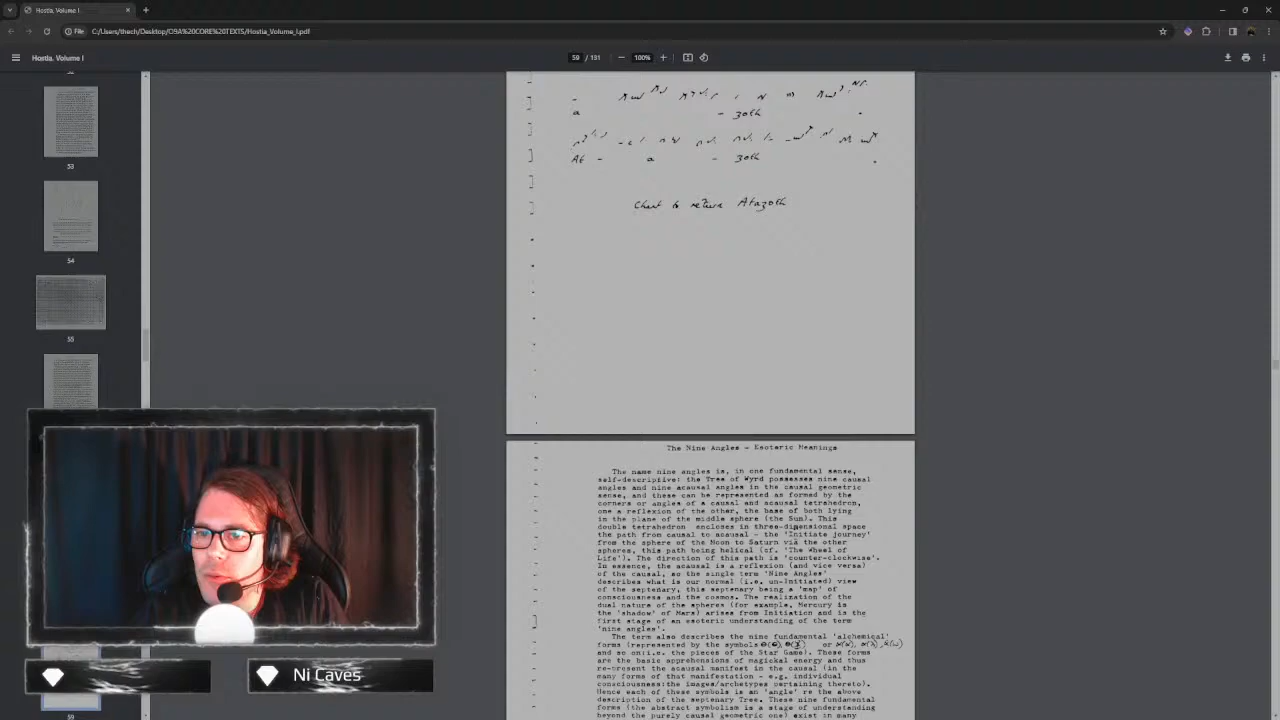 Hostia, Volume I
File
C:/Users/thech/Desktop/O9A%20CORE%20TEXTS/Hostia_Volume_I.pdf
Hostia, Volume I
59 / 131
100%
53
54
55
59
a - 30th
a - 30th
Chant to return Atazoth
The Nine Angles - Esoteric Meanings
The name nine angles is, in one fundamental sense,
self-descriptive: the Tree of Wyrd possesses nine causal
angles and nine acausal angles in the causal geometric
sense, and these can be represented as formed by the
corners or angles of a causal and acausal tetrahedron,
one a reflexion of the other, the base of both lying
in the plane of the middle sphere (the Sun). This
double tetrahedron encloses in three-dimensional space
the path from causal to acausal - the 'Initiate journey'
from the sphere of the Moon to Saturn via the other
spheres, this path being helical (cf. 'The Wheel of
Life'). The direction of this path is 'counter-clockwise'.
In essence, the acausal is a reflexion (and vice versa)
of the causal, so the single term 'Nine Angles'
describes what is our normal (i.e. un-Initiated) view
of the septenary, this septenary being a 'map' of
consciousness and the cosmos. The realization of the
dual nature of the spheres (for example, Mercury is
the 'shadow' of Mars) arises from Initiation and is the
first stage of an esoteric understanding of the term
'nine angles'.
The term also describes the nine fundamental 'alchemical'
forms (represented by the symbols or
and so on(i.e. the pieces of the Star Game). These forms
are the basic apprehensions of magickal energy and thus
re-present the acausal manifest in the causal (in the
many forms of that manifestation - e.g. individual
consciousness:the images/archetypes pertaining thereto).
Hence each of these symbols is an 'angle' re the above
description of the septenary Tree. These nine fundamental
forms (the abstract symbolism is a stage of understanding
beyond the purely causal geometric one) exist in many
Ni Caves